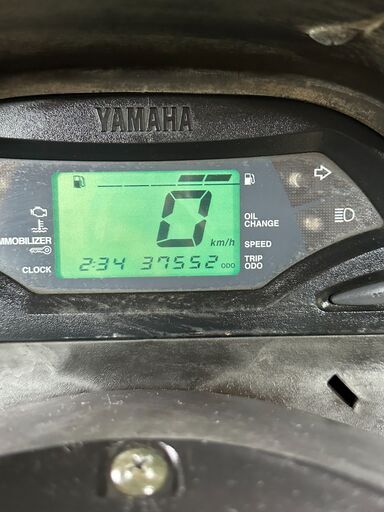 YAMAHA
0
km/h
OIL
CHANGE
IMMOBILIZER
SPEED
CLOCK
2:34 37552 ODO
TRIP
ODO